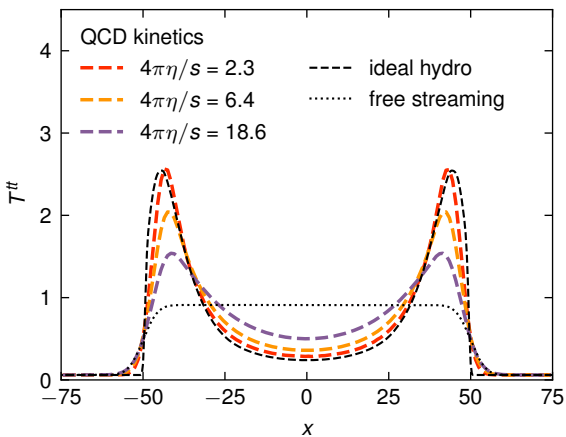 QCD kinetics
4πη/s = 2.3
4πη/s = 6.4
4πη/s = 18.6
ideal hydro
free streaming
T^{tt}
4
3
2
1
0
−75 −50 −25 0 25 50 75
x